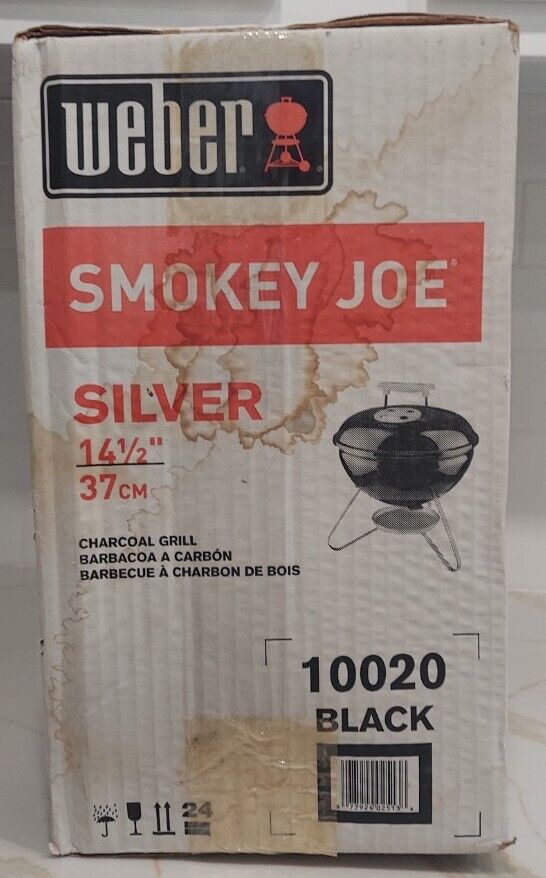 weber
SMOKEY JOE®
SILVER
14½"
37CM
CHARCOAL GRILL
BARBACOA A CARBÓN
BARBECUE À CHARBON DE BOIS
10020
BLACK
24